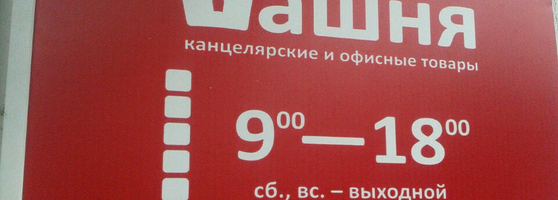 ашня
канцелярские и офисные товары
9⁰⁰—18⁰⁰
сб., вс. – выходной